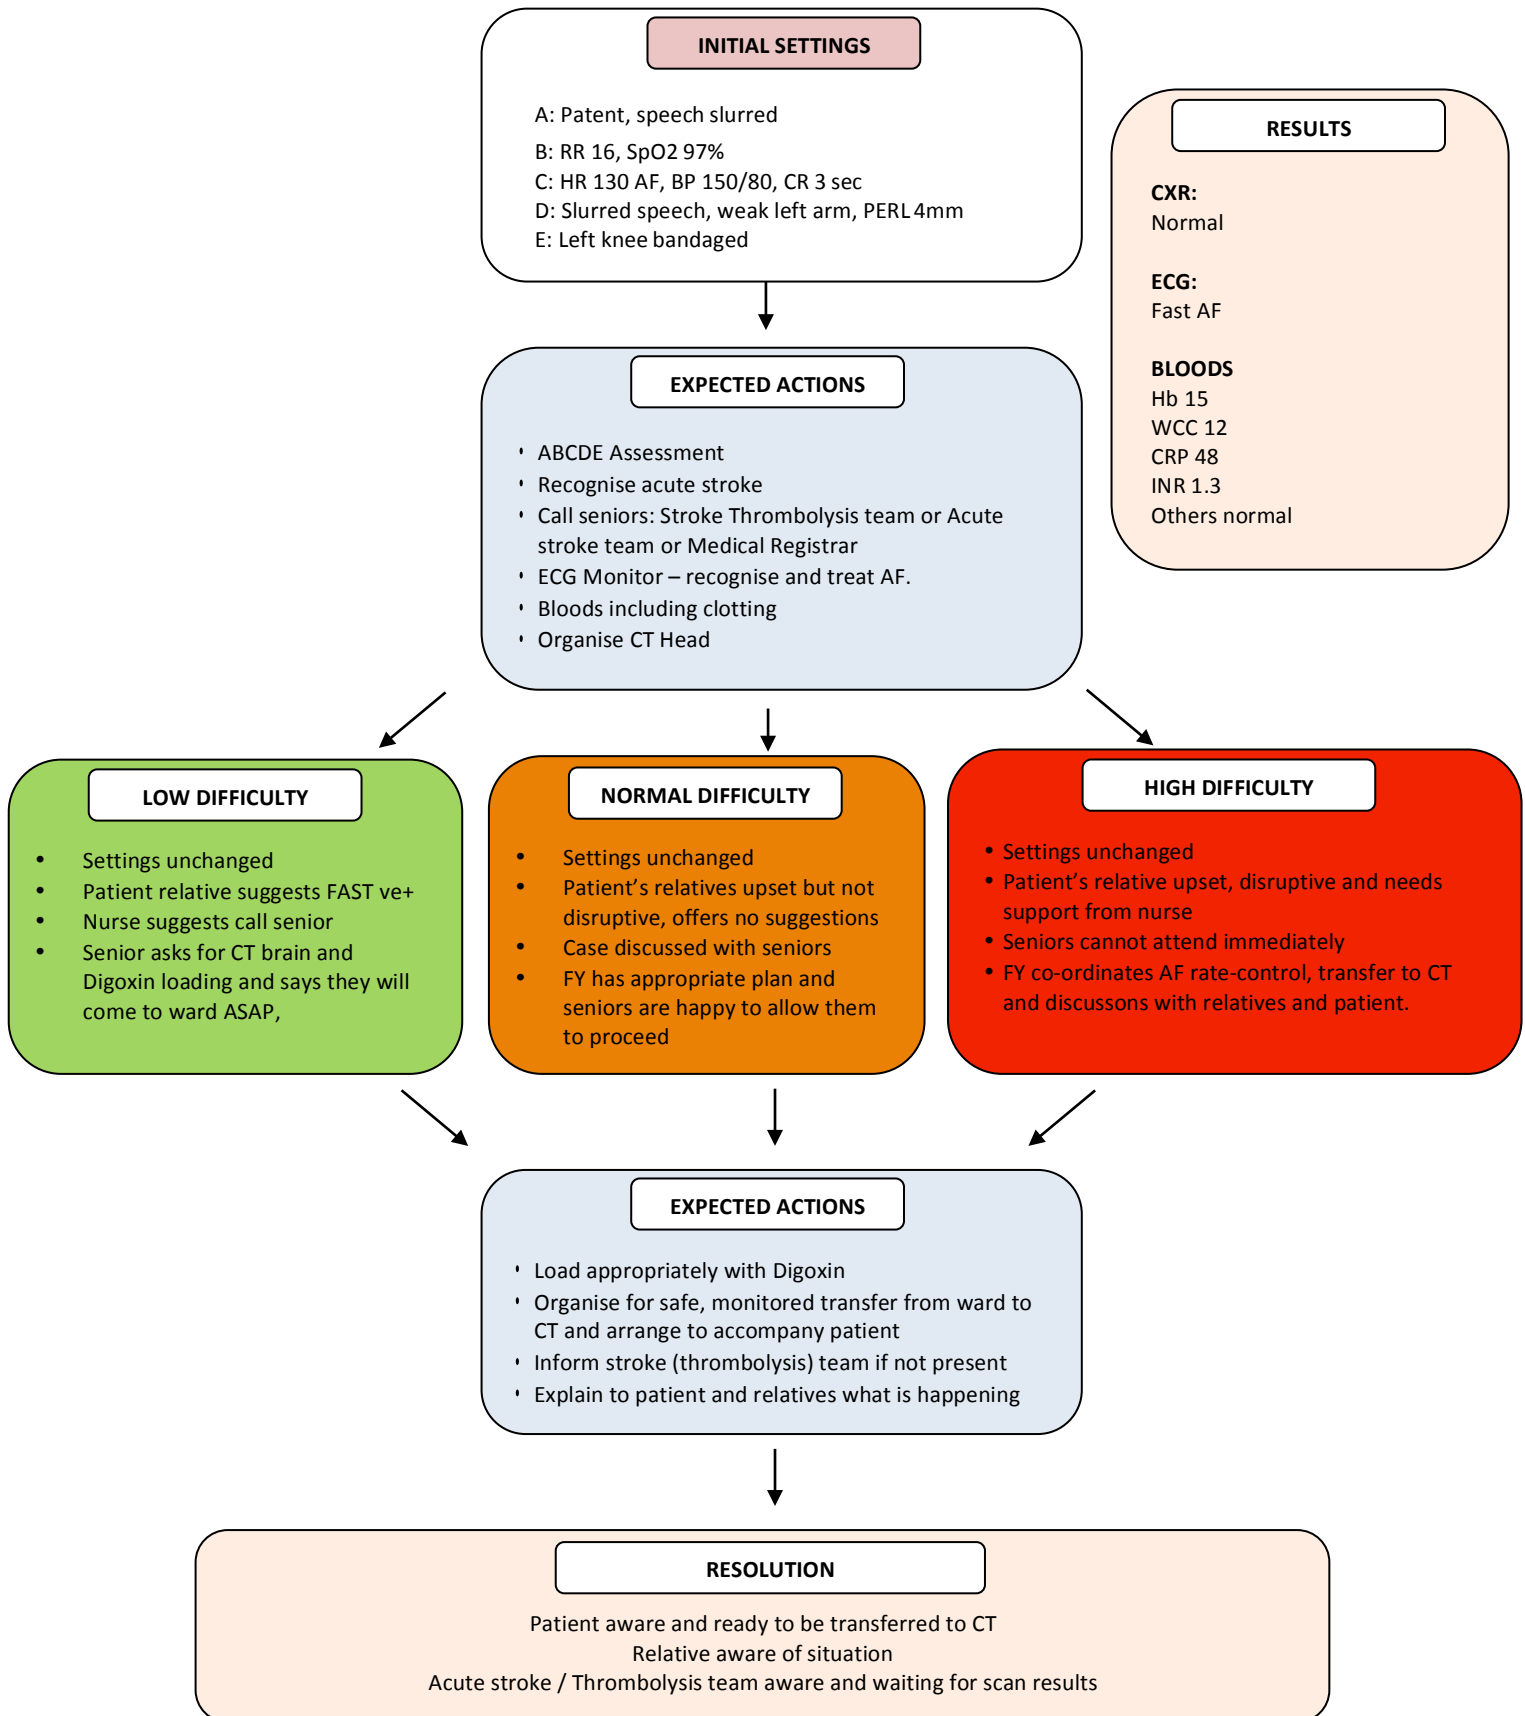 INITIAL SETTINGS
A: Patent, speech slurred
B: RR 16, SpO2 97%
C: HR 130 AF, BP 150/80, CR 3 sec
D: Slurred speech, weak left arm, PERL 4mm
E: Left knee bandaged
RESULTS
CXR:
Normal
ECG:
Fast AF
BLOODS
Hb 15
WCC 12
CRP 48
INR 1.3
Others normal
EXPECTED ACTIONS
• ABCDE Assessment
• Recognise acute stroke
• Call seniors: Stroke Thrombolysis team or Acute
stroke team or Medical Registrar
• ECG Monitor – recognise and treat AF.
• Bloods including clotting
• Organise CT Head
LOW DIFFICULTY
• Settings unchanged
• Patient relative suggests FAST ve+
• Nurse suggests call senior
• Senior asks for CT brain and
Digoxin loading and says they will
come to ward ASAP,
NORMAL DIFFICULTY
• Settings unchanged
• Patient’s relatives upset but not
disruptive, offers no suggestions
• Case discussed with seniors
• FY has appropriate plan and
seniors are happy to allow them
to proceed
HIGH DIFFICULTY
• Settings unchanged
• Patient’s relative upset, disruptive and needs
support from nurse
• Seniors cannot attend immediately
• FY co-ordinates AF rate-control, transfer to CT
and discussons with relatives and patient.
EXPECTED ACTIONS
• Load appropriately with Digoxin
• Organise for safe, monitored transfer from ward to
CT and arrange to accompany patient
• Inform stroke (thrombolysis) team if not present
• Explain to patient and relatives what is happening
RESOLUTION
Patient aware and ready to be transferred to CT
Relative aware of situation
Acute stroke / Thrombolysis team aware and waiting for scan results